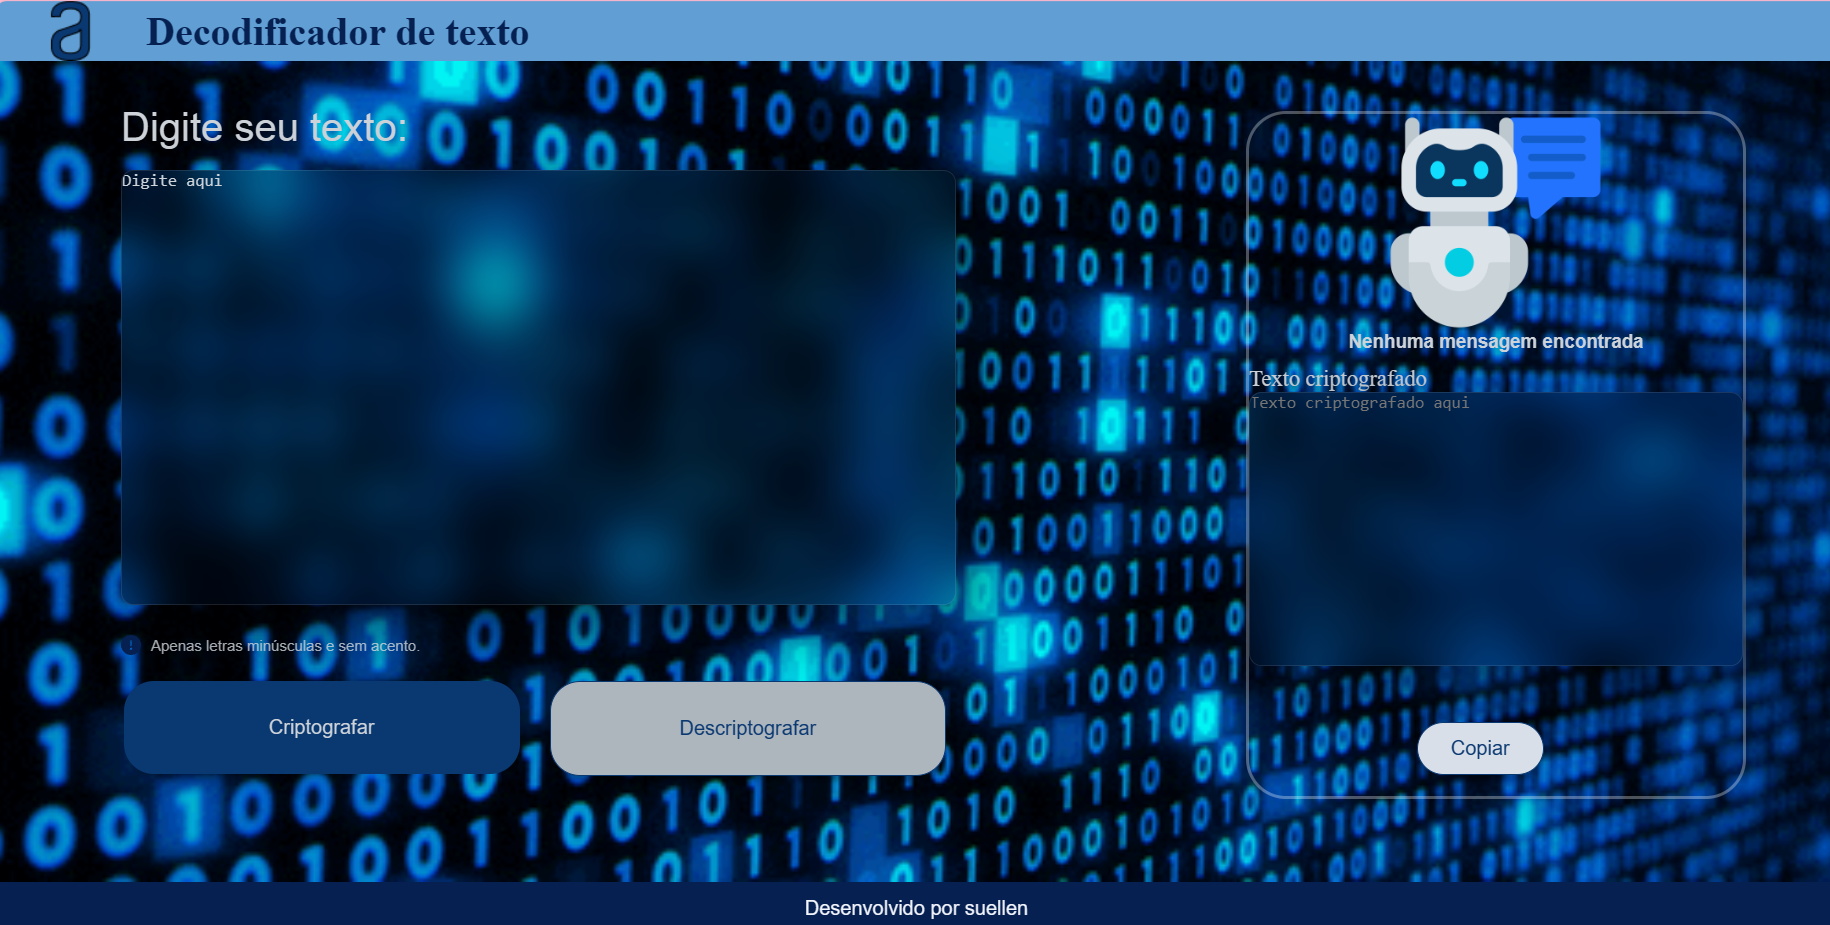 a
Decodificador de texto
Digite seu texto:
Digite aqui
! Apenas letras minúsculas e sem acento.
Criptografar
Descriptografar
Nenhuma mensagem encontrada
Texto criptografado
Texto criptografado aqui
Copiar
Desenvolvido por suellen